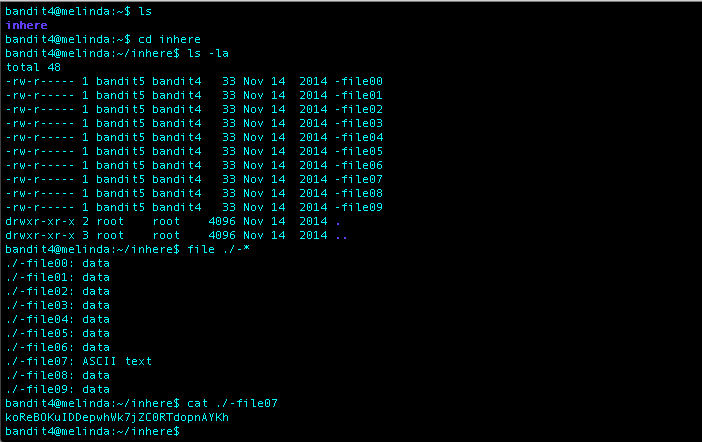 bandit4@melinda:~$ ls
inhere
bandit4@melinda:~$ cd inhere
bandit4@melinda:~/inhere$ ls -la
total 48
-rw-r----- 1 bandit5 bandit4   33 Nov 14  2014 -file00
-rw-r----- 1 bandit5 bandit4   33 Nov 14  2014 -file01
-rw-r----- 1 bandit5 bandit4   33 Nov 14  2014 -file02
-rw-r----- 1 bandit5 bandit4   33 Nov 14  2014 -file03
-rw-r----- 1 bandit5 bandit4   33 Nov 14  2014 -file04
-rw-r----- 1 bandit5 bandit4   33 Nov 14  2014 -file05
-rw-r----- 1 bandit5 bandit4   33 Nov 14  2014 -file06
-rw-r----- 1 bandit5 bandit4   33 Nov 14  2014 -file07
-rw-r----- 1 bandit5 bandit4   33 Nov 14  2014 -file08
-rw-r----- 1 bandit5 bandit4   33 Nov 14  2014 -file09
drwxr-xr-x 2 root    root    4096 Nov 14  2014 .
drwxr-xr-x 3 root    root    4096 Nov 14  2014 ..
bandit4@melinda:~/inhere$ file ./-*
./-file00: data
./-file01: data
./-file02: data
./-file03: data
./-file04: data
./-file05: data
./-file06: data
./-file07: ASCII text
./-file08: data
./-file09: data
bandit4@melinda:~/inhere$ cat ./-file07
koReBOKuIDDepwhWk7jZC0RTdopnAYKh
bandit4@melinda:~/inhere$